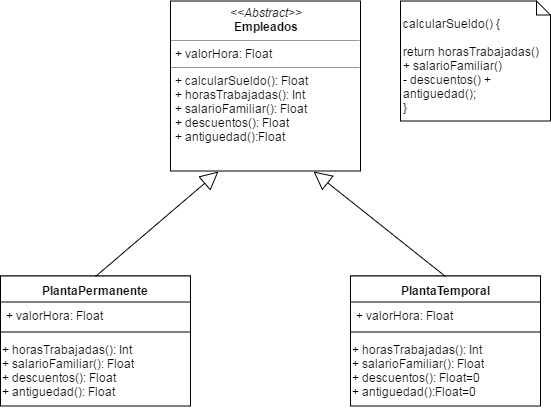 <<Abstract>>
Empleados
+ valorHora: Float
+ calcularSueldo(): Float
+ horasTrabajadas(): Int
+ salarioFamiliar(): Float
+ descuentos(): Float
+ antiguedad():Float
calcularSueldo() {
return horasTrabajadas()
+ salarioFamiliar()
- descuentos() +
antiguedad();
}
PlantaPermanente
+ valorHora: Float
+ horasTrabajadas(): Int
+ salarioFamiliar(): Float
+ descuentos(): Float
+ antiguedad(): Float
PlantaTemporal
+ valorHora: Float
+ horasTrabajadas(): Int
+ salarioFamiliar(): Float
+ descuentos(): Float=0
+ antiguedad():Float=0